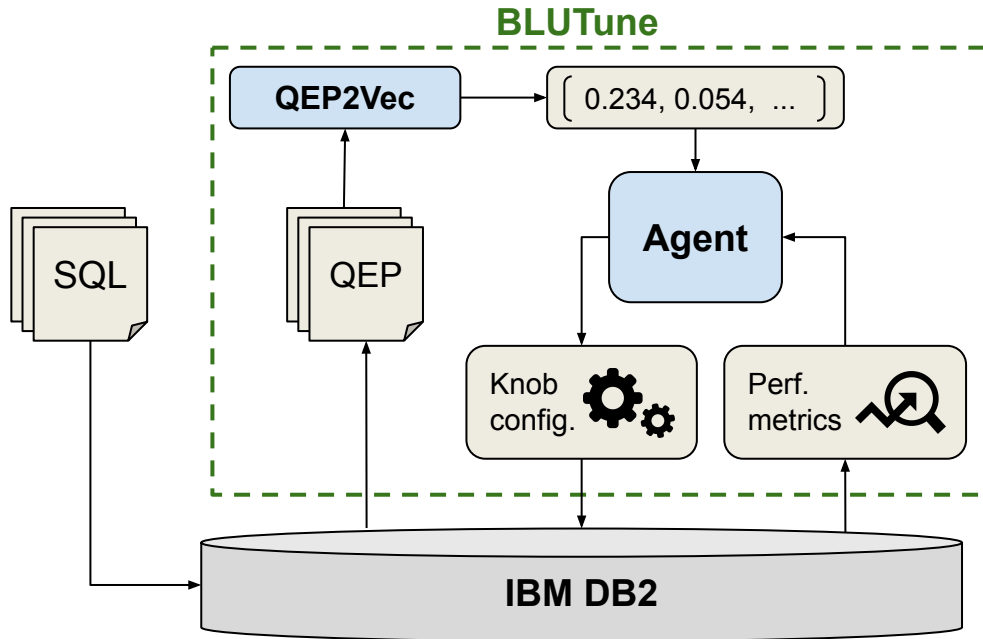 BLUTune
QEP2Vec
0.234, 0.054, ...
Agent
SQL
QEP
Knob
config.
Perf.
metrics
IBM DB2